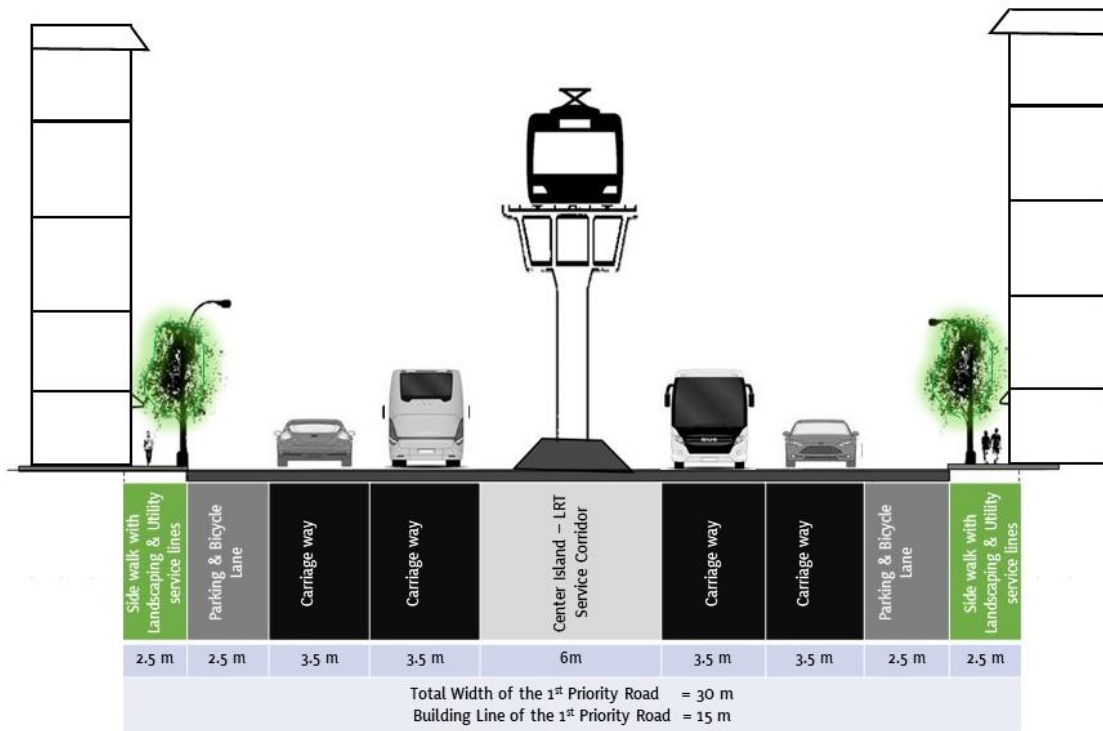 Side walk with
Landscaping & Utility
service lines
Parking & Bicycle
Lane
Carriage way
Carriage way
Center Island – LRT
Service Corridor
Carriage way
Carriage way
Parking & Bicycle
Lane
Side walk with
Landscaping & Utility
service lines
2.5 m 2.5 m 3.5 m 3.5 m 6m 3.5 m 3.5 m 2.5 m 2.5 m
Total Width of the 1st Priority Road = 30 m
Building Line of the 1st Priority Road = 15 m